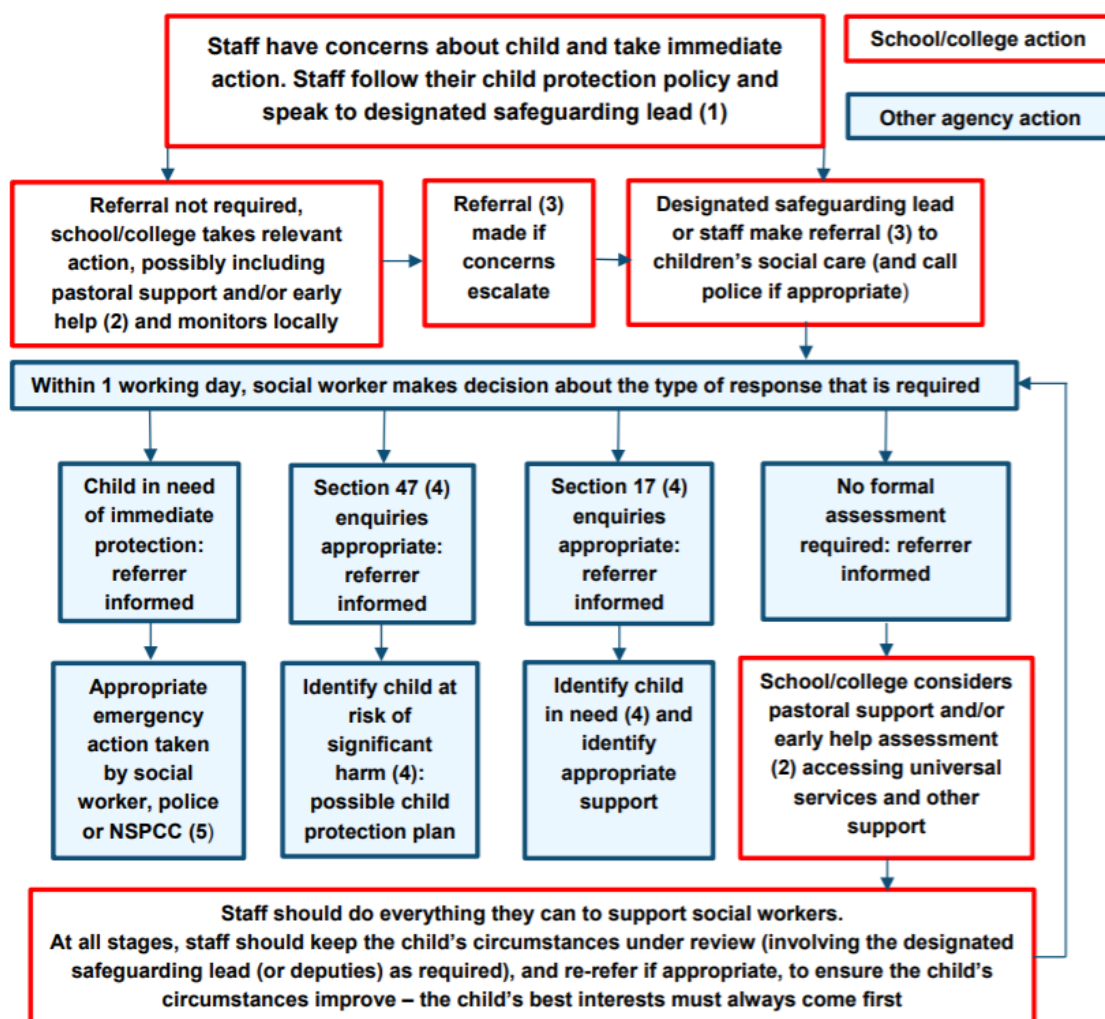 Staff have concerns about child and take immediate
action. Staff follow their child protection policy and
speak to designated safeguarding lead (1)
School/college action
Other agency action
Referral not required,
school/college takes relevant
action, possibly including
pastoral support and/or early
help (2) and monitors locally
Referral (3)
made if
concerns
escalate
Designated safeguarding lead
or staff make referral (3) to
children’s social care (and call
police if appropriate)
Within 1 working day, social worker makes decision about the type of response that is required
Child in need
of immediate
protection:
referrer
informed
Section 47 (4)
enquiries
appropriate:
referrer
informed
Section 17 (4)
enquiries
appropriate:
referrer
informed
No formal
assessment
required: referrer
informed
Appropriate
emergency
action taken
by social
worker, police
or NSPCC (5)
Identify child at
risk of
significant
harm (4):
possible child
protection plan
Identify child
in need (4) and
identify
appropriate
support
School/college considers
pastoral support and/or
early help assessment
(2) accessing universal
services and other
support
Staff should do everything they can to support social workers.
At all stages, staff should keep the child’s circumstances under review (involving the designated
safeguarding lead (or deputies) as required), and re-refer if appropriate, to ensure the child’s
circumstances improve – the child’s best interests must always come first